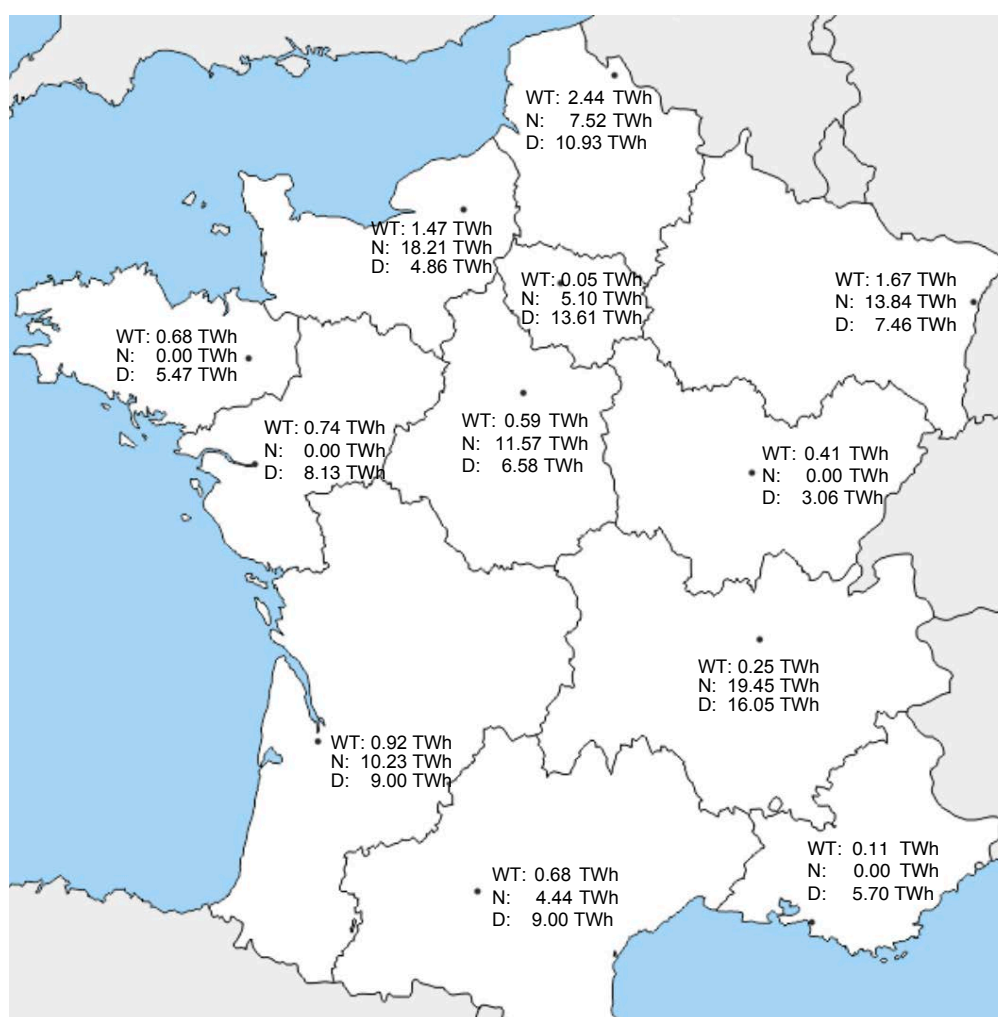 WT: 2.44 TWh
N: 7.52 TWh
D: 10.93 TWh
WT: 1.47 TWh
N: 18.21 TWh
D: 4.86 TWh
WT: 0.05 TWh
N: 5.10 TWh
D: 13.61 TWh
WT: 1.67 TWh
N: 13.84 TWh
D: 7.46 TWh
WT: 0.68 TWh
N: 0.00 TWh
D: 5.47 TWh
WT: 0.74 TWh
N: 0.00 TWh
D: 8.13 TWh
WT: 0.59 TWh
N: 11.57 TWh
D: 6.58 TWh
WT: 0.41 TWh
N: 0.00 TWh
D: 3.06 TWh
WT: 0.25 TWh
N: 19.45 TWh
D: 16.05 TWh
WT: 0.92 TWh
N: 10.23 TWh
D: 9.00 TWh
WT: 0.68 TWh
N: 4.44 TWh
D: 9.00 TWh
WT: 0.11 TWh
N: 0.00 TWh
D: 5.70 TWh